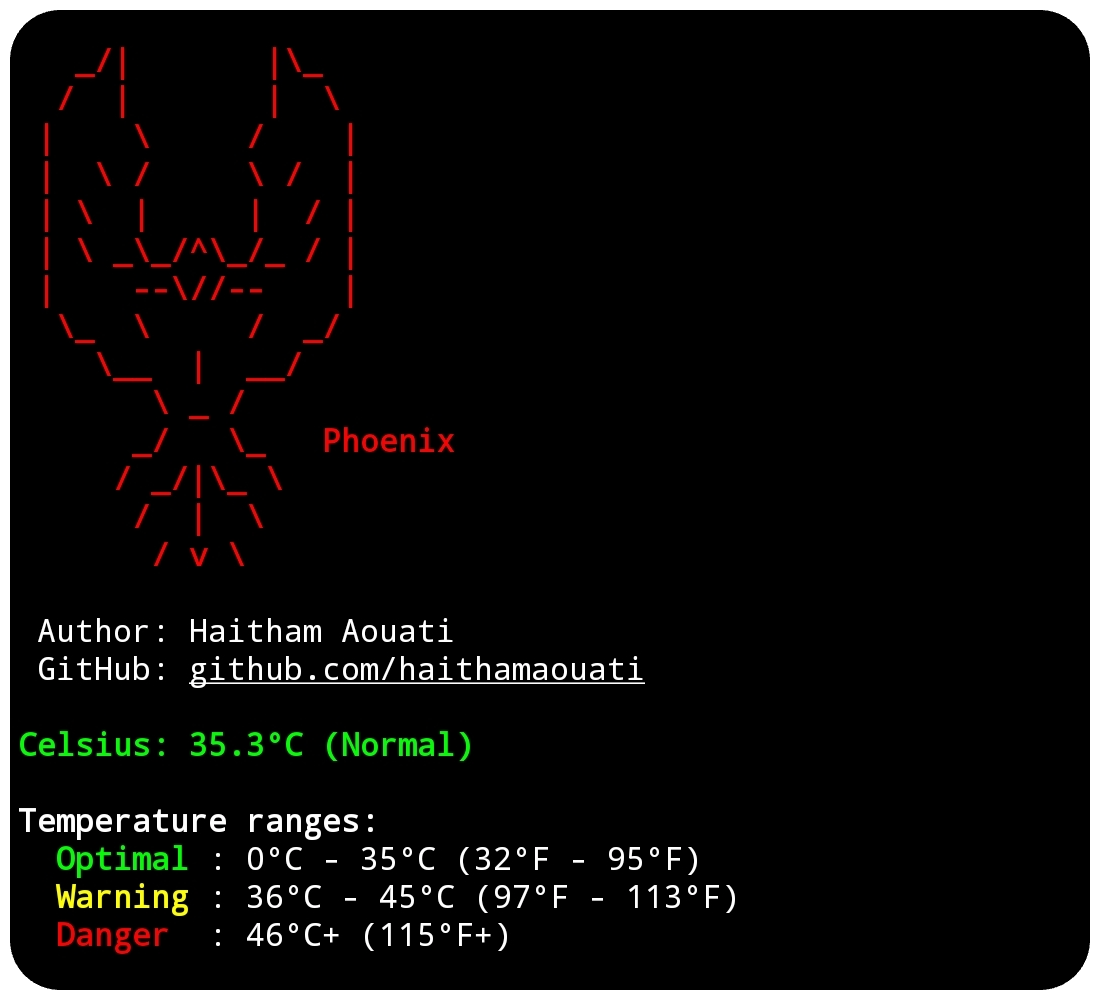 Phoenix
Author: Haitham Aouati
GitHub: github.com/haithamaouati
Celsius: 35.3°C (Normal)
Temperature ranges:
Optimal : 0°C - 35°C (32°F - 95°F)
Warning : 36°C - 45°C (97°F - 113°F)
Danger : 46°C+ (115°F+)